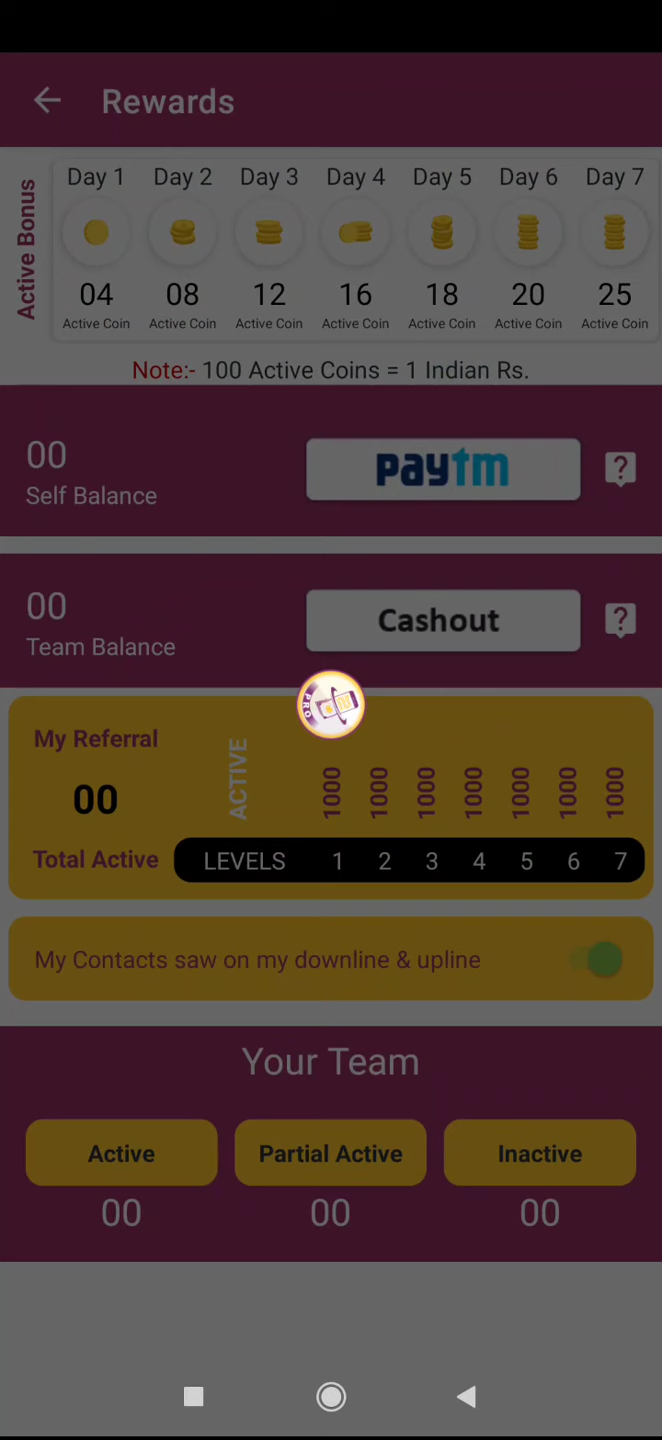 Rewards
Active Bonus
Day 1 Day 2 Day 3 Day 4 Day 5 Day 6 Day 7
04 08 12 16 18 20 25
Active Coin Active Coin Active Coin Active Coin Active Coin Active Coin Active Coin
Note:- 100 Active Coins = 1 Indian Rs.
00
Self Balance
paytm
?
00
Team Balance
Cashout
?
PRO
My Referral
00
Total Active
ACTIVE 1000 1000 1000 1000 1000 1000 1000
LEVELS 1 2 3 4 5 6 7
My Contacts saw on my downline & upline
Your Team
Active Partial Active Inactive
00 00 00